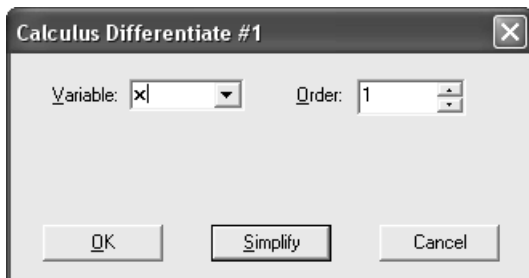 Calculus Differentiate #1
Variable: x Order: 1
OK Simplify Cancel